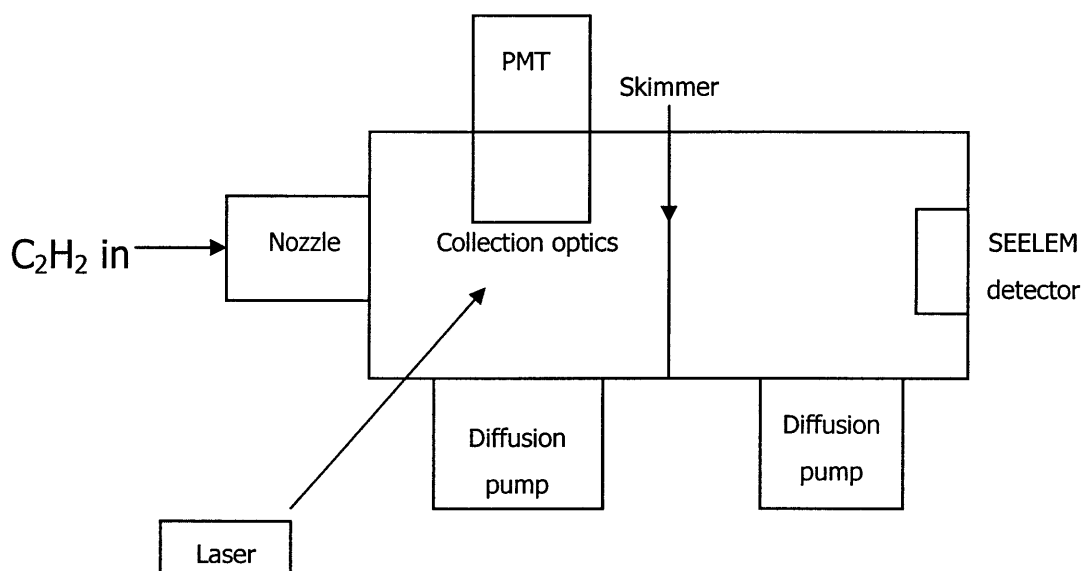 PMT
Skimmer
C₂H₂ in
Nozzle
Collection optics
SEELEM
detector
Diffusion
pump
Diffusion
pump
Laser